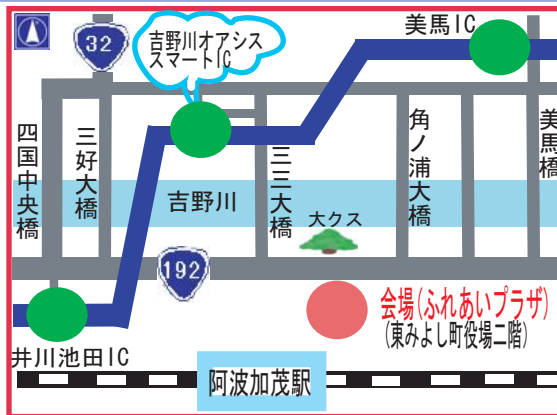 32
吉野川オアシス
スマートIC
美馬IC
四国中央橋
三好大橋
吉野川
三三大橋
大クス
角ノ浦大橋
美馬橋
192
会場(ふれあいプラザ)
(東みよし町役場二階)
井川池田IC
阿波加茂駅